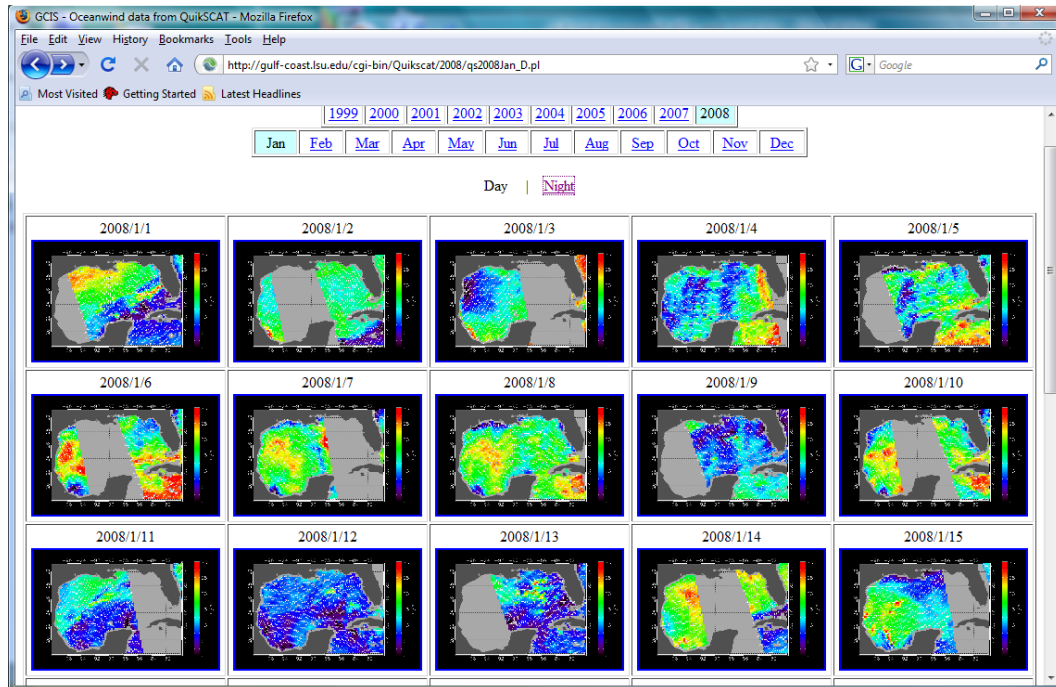 GCIS - Oceanwind data from QuikSCAT - Mozilla Firefox
File Edit View History Bookmarks Tools Help
http://gulf-coast.lsu.edu/cgi-bin/Quikscat/2008/qs2008Jan_D.pl
G Google
Most Visited Getting Started Latest Headlines
1999 2000 2001 2002 2003 2004 2005 2006 2007 2008
Jan Feb Mar Apr May Jun Jul Aug Sep Oct Nov Dec
Day | Night
2008/1/1 2008/1/2 2008/1/3 2008/1/4 2008/1/5
2008/1/6 2008/1/7 2008/1/8 2008/1/9 2008/1/10
2008/1/11 2008/1/12 2008/1/13 2008/1/14 2008/1/15